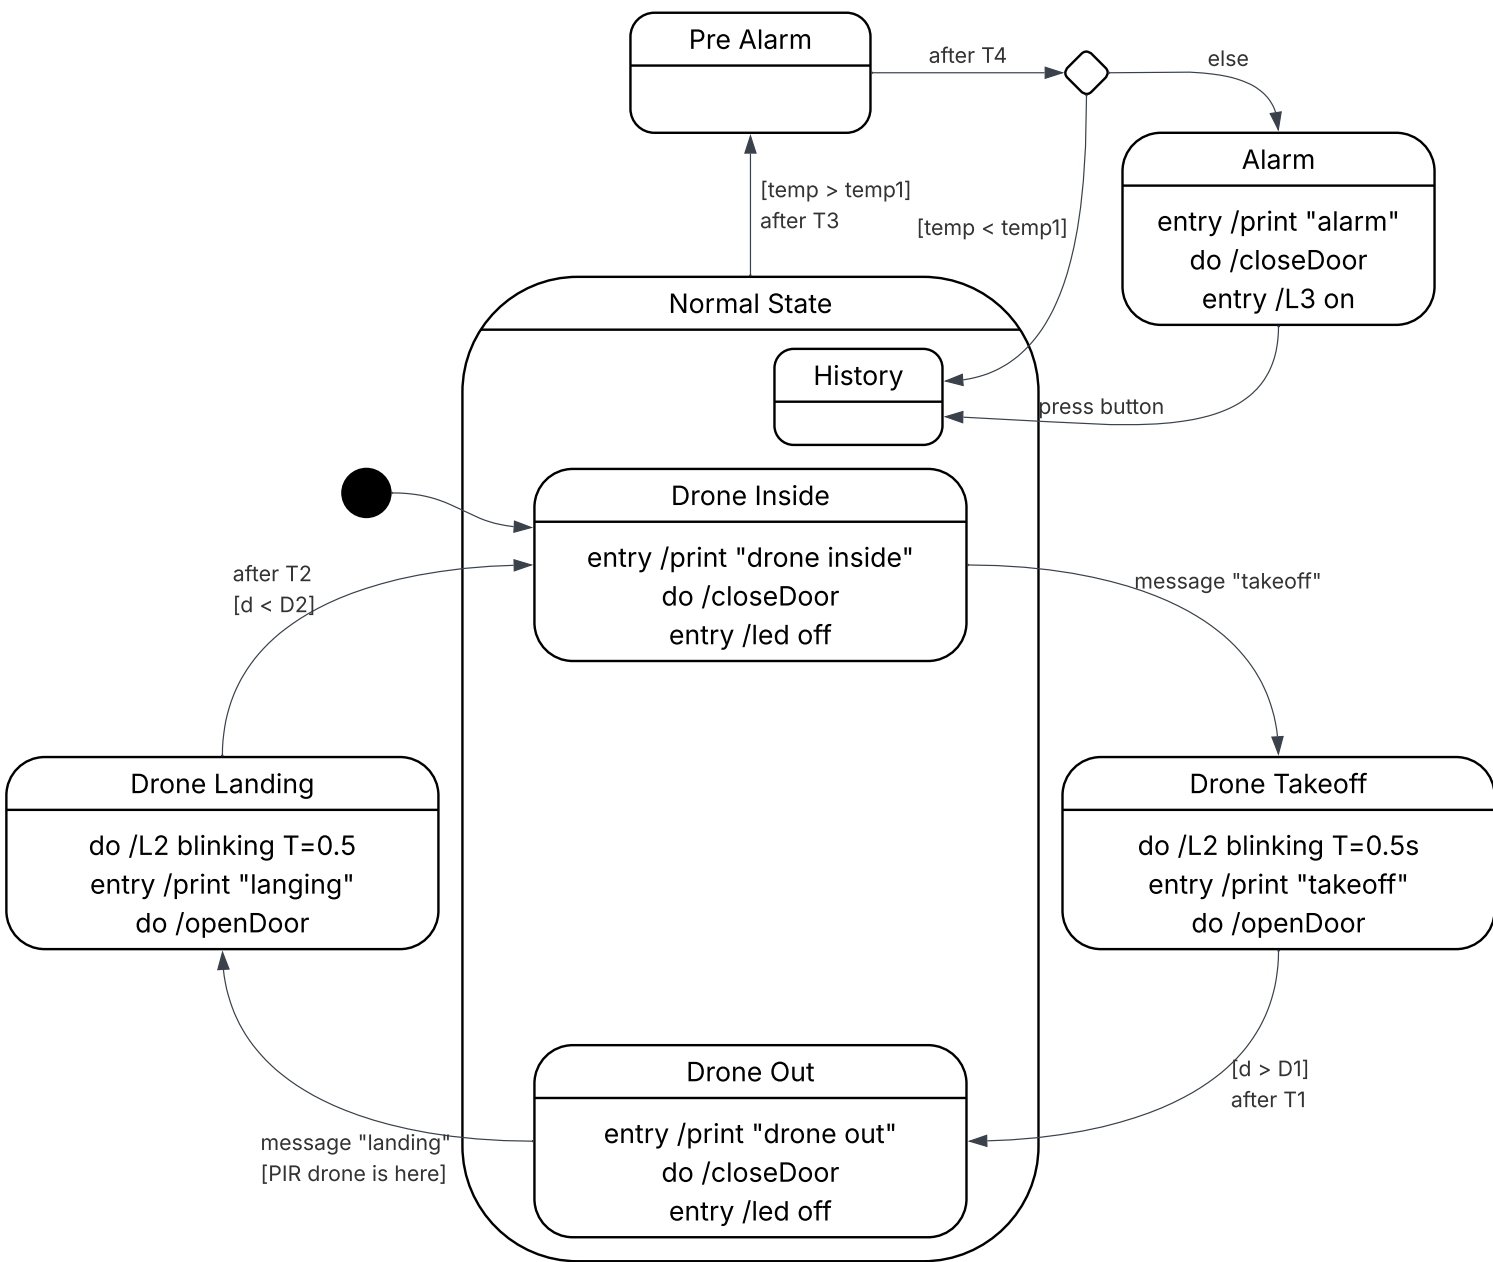 Pre Alarm
after T4
else
Alarm
entry /print "alarm"
do /closeDoor
entry /L3 on
[temp > temp1]
after T3
[temp < temp1]
Normal State
History
press button
Drone Inside
entry /print "drone inside"
do /closeDoor
entry /led off
after T2
[d < D2]
message "takeoff"
Drone Landing
do /L2 blinking T=0.5
entry /print "langing"
do /openDoor
Drone Takeoff
do /L2 blinking T=0.5s
entry /print "takeoff"
do /openDoor
[d > D1]
after T1
Drone Out
entry /print "drone out"
do /closeDoor
entry /led off
message "landing"
[PIR drone is here]